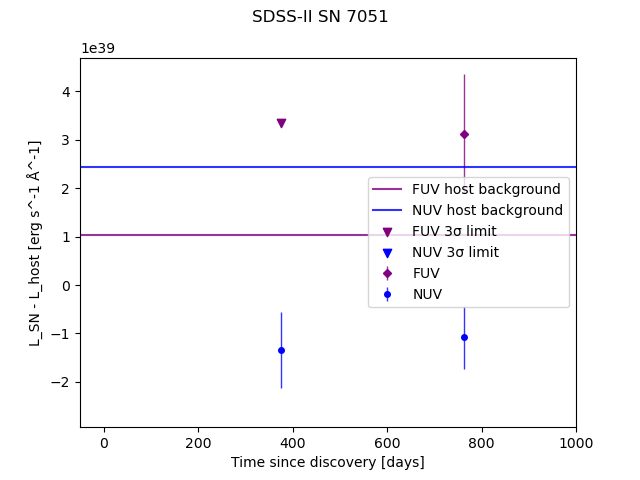 SDSS-II SN 7051
1e39
4
3
2
1
0
−1
−2
L_SN - L_host [erg s^-1 Å^-1]
FUV host background
NUV host background
FUV 3σ limit
NUV 3σ limit
FUV
NUV
0 200 400 600 800 1000
Time since discovery [days]